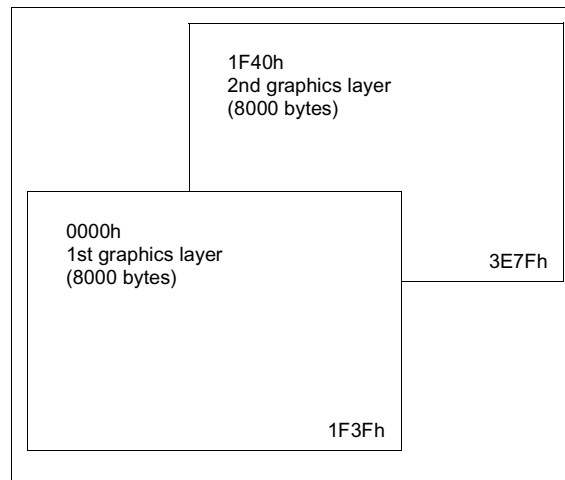 1F40h
2nd graphics layer
(8000 bytes)
3E7Fh
0000h
1st graphics layer
(8000 bytes)
1F3Fh